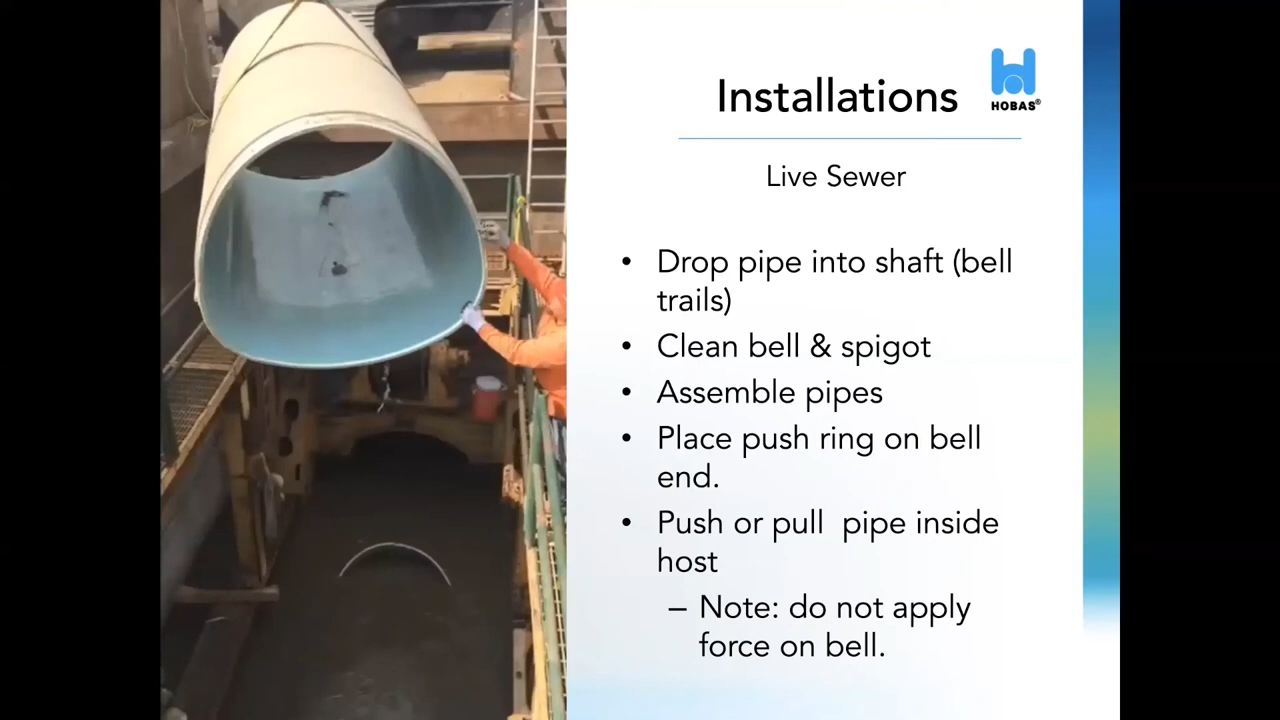 Installations
HOBAS®
Live Sewer
• Drop pipe into shaft (bell
trails)
• Clean bell & spigot
• Assemble pipes
• Place push ring on bell
end.
• Push or pull  pipe inside
host
– Note: do not apply
force on bell.